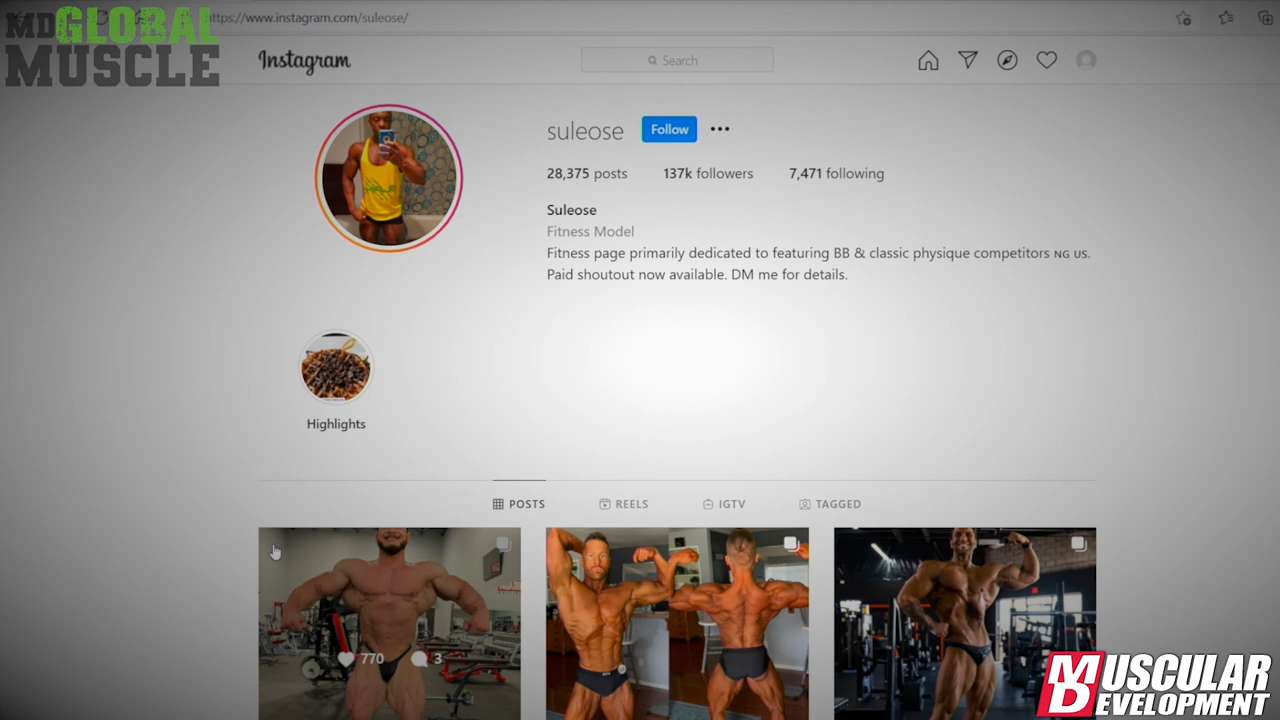 https://www.instagram.com/suleose/
MD GLOBAL
MUSCLE
Instagram
Search
suleose
Follow
28,375 posts 137k followers 7,471 following
Suleose
Fitness Model
Fitness page primarily dedicated to featuring BB & classic physique competitors NG US.
Paid shoutout now available. DM me for details.
Highlights
POSTS REELS IGTV TAGGED
770 3
MUSCULAR
DEVELOPMENT